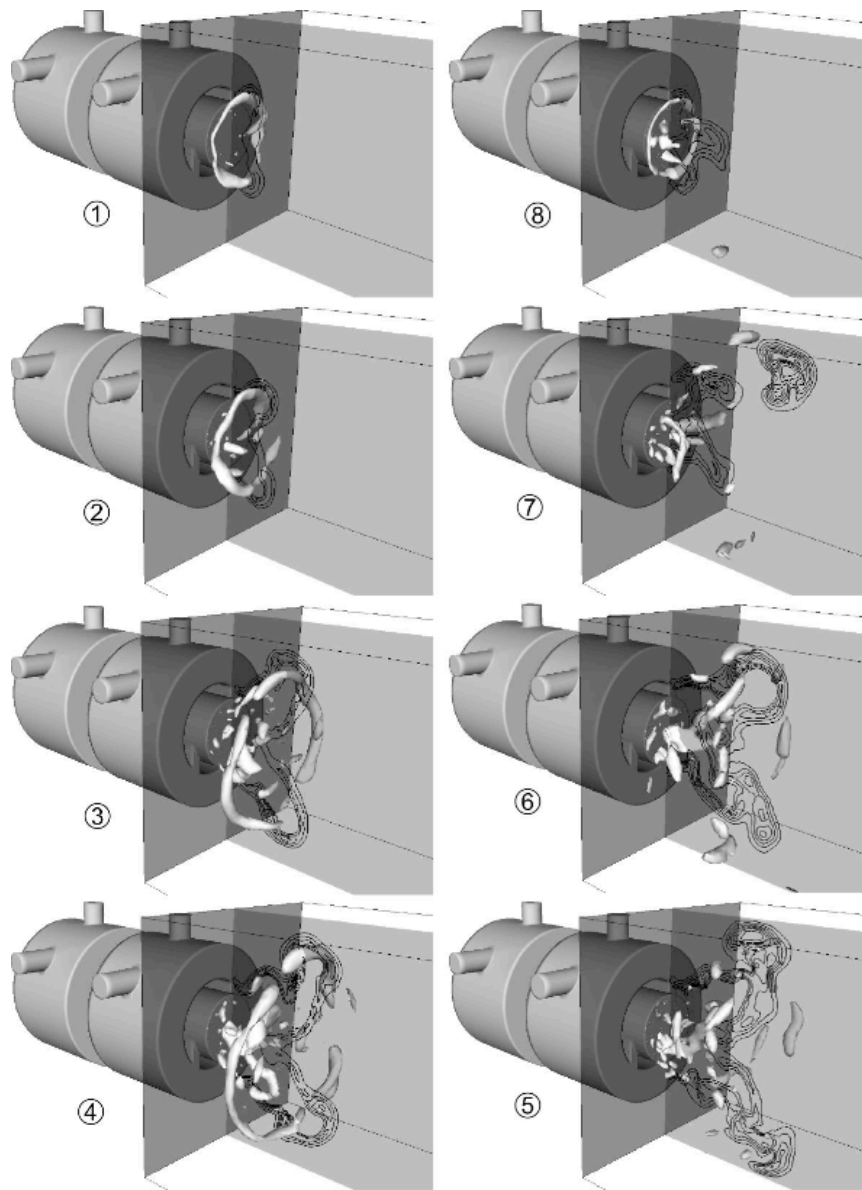 ① ⑧
② ⑦
③ ⑥
④ ⑤